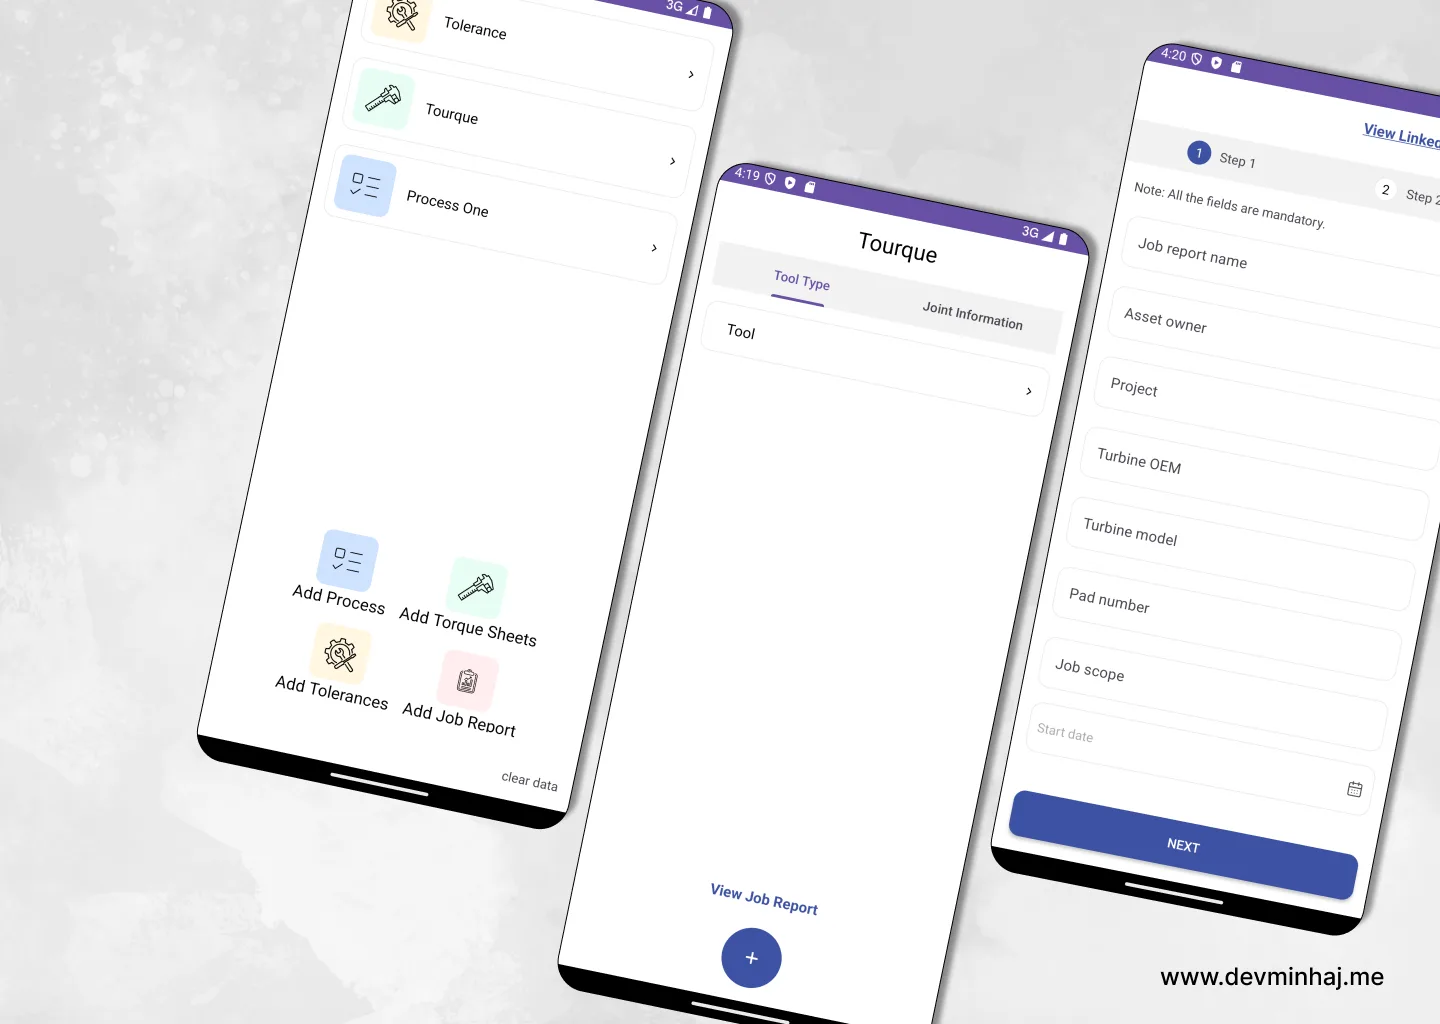 3G
Tolerance
Tourque
Process One
Add Process
Add Torque Sheets
Add Tolerances
Add Job Report
clear data
4:19
3G
Tourque
Tool Type
Joint Information
Tool
View Job Report
+
4:20
View Linked
1 Step 1
2 Step 2
Note: All the fields are mandatory.
Job report name
Asset owner
Project
Turbine OEM
Turbine model
Pad number
Job scope
Start date
NEXT
www.devminhaj.me